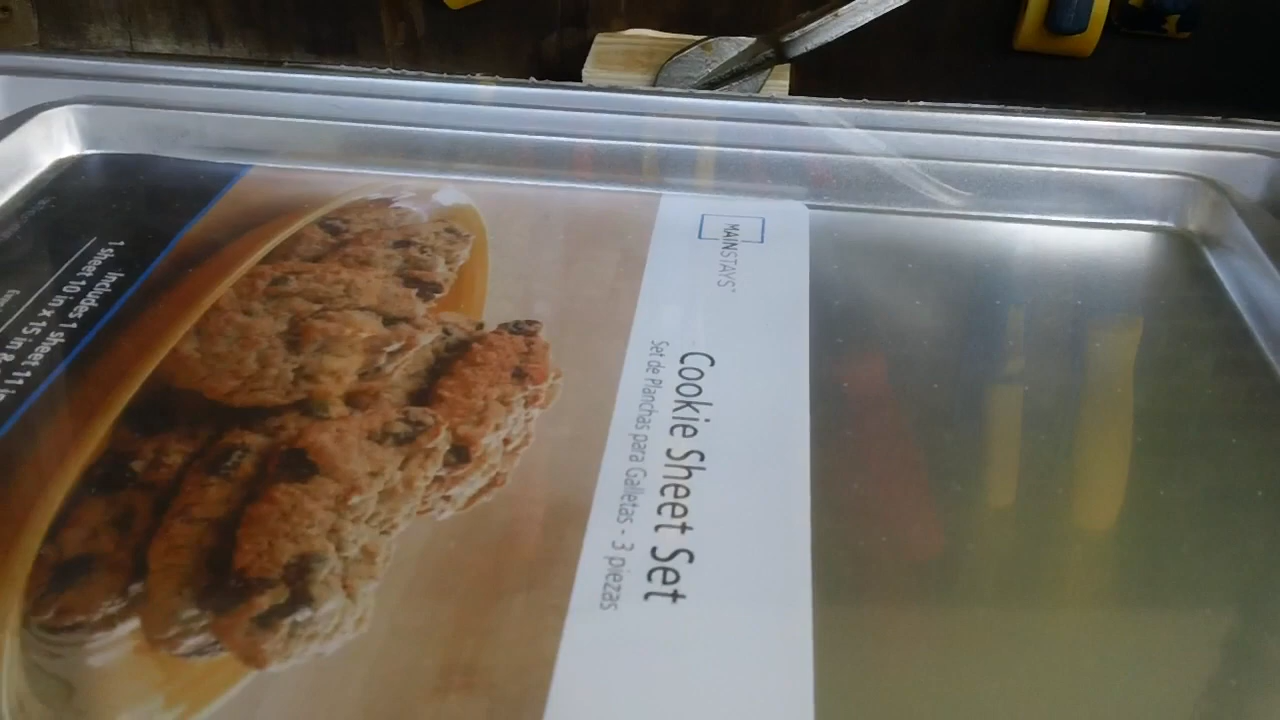 MAINSTAYS
Cookie Sheet Set
Set de Planchas para Galletas - 3 piezas
includes 1 sheet 11 i
1 sheet 10 in x 15 in &